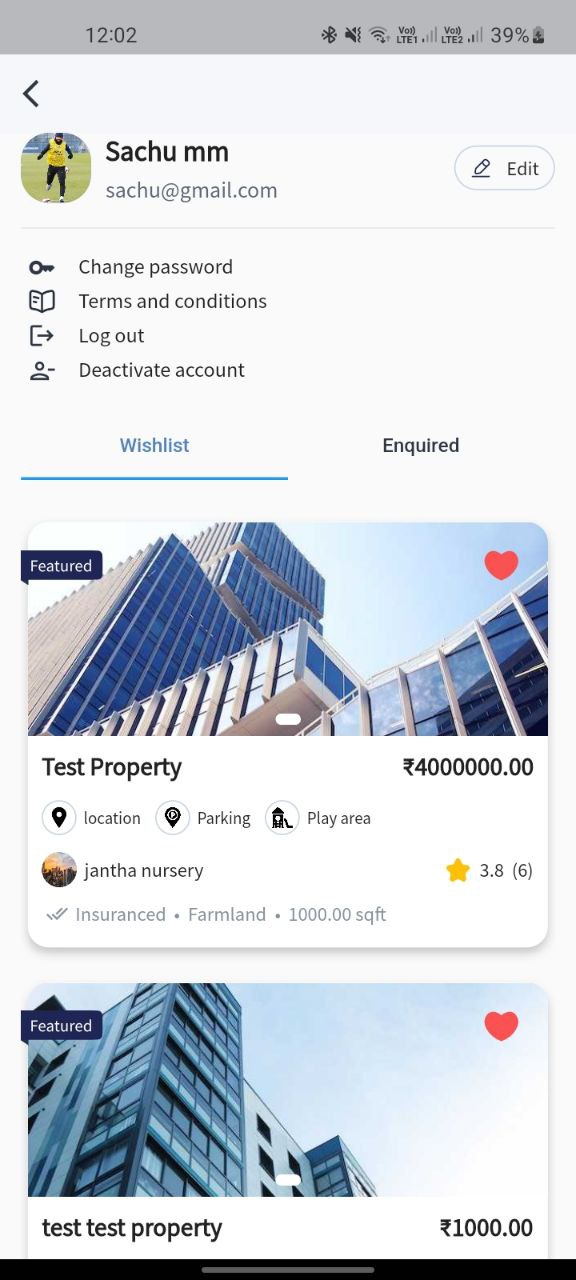 12:02 Vo) LTE1 Vo) LTE2 39%
Sachu mm
sachu@gmail.com
Edit
Change password
Terms and conditions
Log out
Deactivate account
Wishlist Enquired
Featured
Test Property ₹4000000.00
location Parking Play area
jantha nursery 3.8 (6)
Insuranced • Farmland • 1000.00 sqft
Featured
test test property ₹1000.00